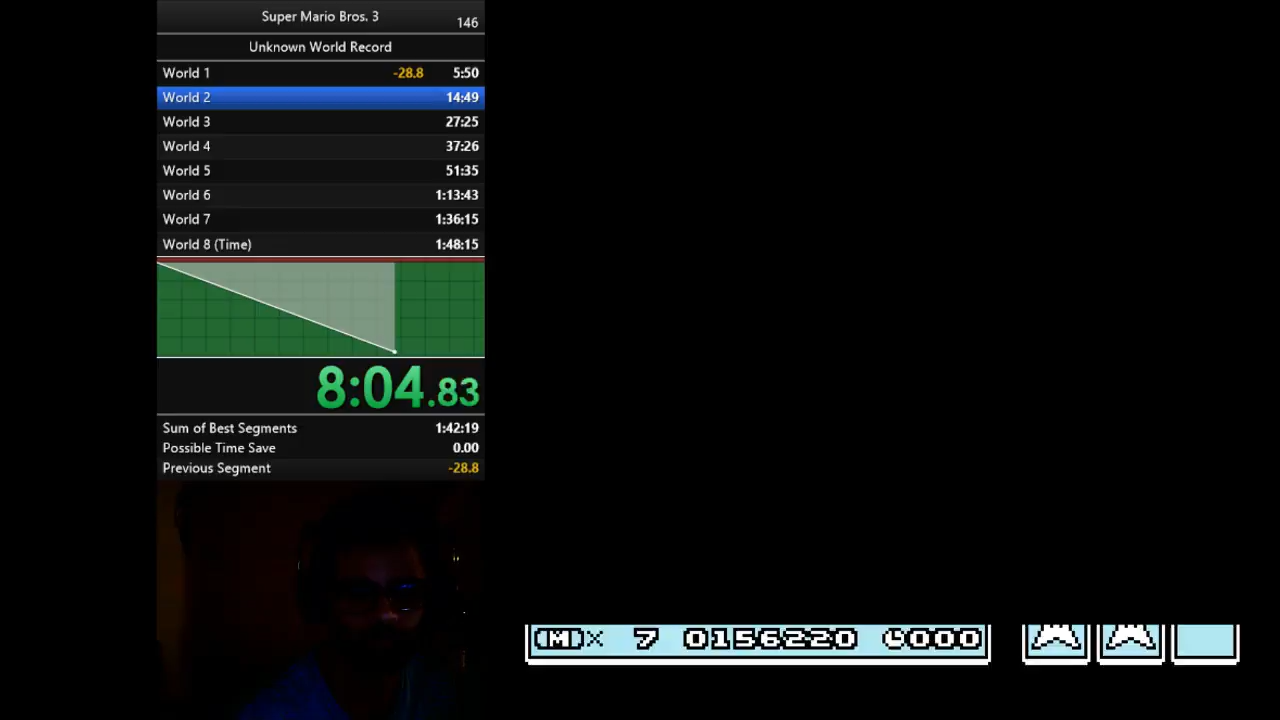 Super Mario Bros. 3
146
Unknown World Record
World 1 -28.8 5:50
World 2 14:49
World 3 27:25
World 4 37:26
World 5 51:35
World 6 1:13:43
World 7 1:36:15
World 8 (Time) 1:48:15
8:04.83
Sum of Best Segments 1:42:19
Possible Time Save 0.00
Previous Segment -28.8
M× 7 0156220 000